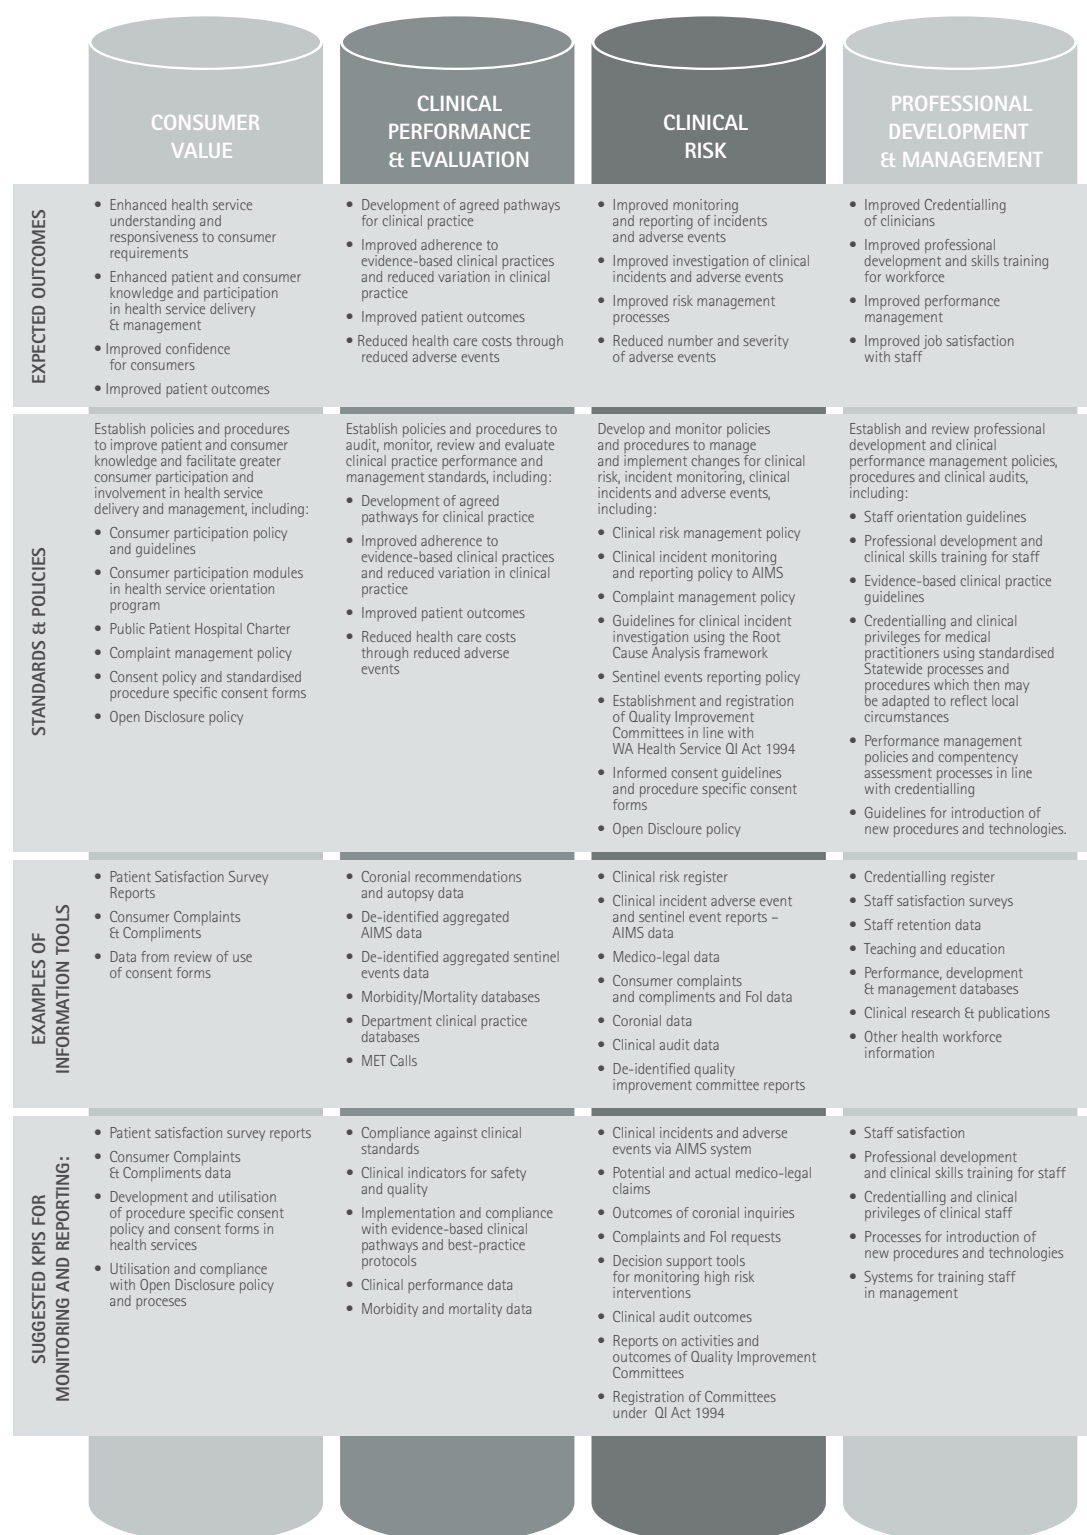 CONSUMER
VALUE
CLINICAL
PERFORMANCE
& EVALUATION
CLINICAL
RISK
PROFESSIONAL
DEVELOPMENT
& MANAGEMENT
EXPECTED OUTCOMES
• Enhanced health service
understanding and
responsiveness to consumer
requirements
• Enhanced patient and consumer
knowledge and participation
in health service delivery
& management
• Improved confidence
for consumers
• Improved patient outcomes
• Development of agreed pathways
for clinical practice
• Improved adherence to
evidence-based clinical practices
and reduced variation in clinical
practice
• Improved patient outcomes
• Reduced health care costs through
reduced adverse events
• Improved monitoring
and reporting of incidents
and adverse events
• Improved investigation of clinical
incidents and adverse events
• Improved risk management
processes
• Reduced number and severity
of adverse events
• Improved Credentialling
of clinicians
• Improved professional
development and skills training
for workforce
• Improved performance
management
• Improved job satisfaction
with staff
STANDARDS & POLICIES
Establish policies and procedures
to improve patient and consumer
knowledge and facilitate greater
consumer participation and
involvement in health service
delivery and management, including:
• Consumer participation policy
and guidelines
• Consumer participation modules
in health service orientation
program
• Public Patient Hospital Charter
• Complaint management policy
• Consent policy and standardised
procedure specific consent forms
• Open Disclosure policy
Establish policies and procedures to
audit, monitor, review and evaluate
clinical practice performance and
management standards, including:
• Development of agreed
pathways for clinical practice
• Improved adherence to
evidence-based clinical practices
and reduced variation in clinical
practice
• Improved patient outcomes
• Reduced health care costs
through reduced adverse
events
Develop and monitor policies
and procedures to manage
and implement changes for clinical
risk, incident monitoring, clinical
incidents and adverse events,
including:
• Clinical risk management policy
• Clinical incident monitoring
and reporting policy to AIMS
• Complaint management policy
• Guidelines for clinical incident
investigation using the Root
Cause Analysis framework
• Sentinel events reporting policy
• Establishment and registration
of Quality Improvement
Committees in line with
WA Health Service QI Act 1994
• Informed consent guidelines
and procedure specific consent
forms
• Open Discloure policy
Establish and review professional
development and clinical
performance management policies,
procedures and clinical audits,
including:
• Staff orientation guidelines
• Professional development and
clinical skills training for staff
• Evidence-based clinical practice
guidelines
• Credentialling and clinical
privileges for medical
practitioners using standardised
Statewide processes and
procedures which then may
be adapted to reflect local
circumstances
• Performance management
policies and compentency
assessment processes in line
with credentialling
• Guidelines for introduction of
new procedures and technologies.
EXAMPLES OF
INFORMATION TOOLS
• Patient Satisfaction Survey
Reports
• Consumer Complaints
& Compliments
• Data from review of use
of consent forms
• Coronial recommendations
and autopsy data
• De-identified aggregated
AIMS data
• De-identified aggregated sentinel
events data
• Morbidity/Mortality databases
• Department clinical practice
databases
• MET Calls
• Clinical risk register
• Clinical incident adverse event
and sentinel event reports –
AIMS data
• Medico-legal data
• Consumer complaints
and compliments and FoI data
• Coronial data
• Clinical audit data
• De-identified quality
improvement committee reports
• Credentialling register
• Staff satisfaction surveys
• Staff retention data
• Teaching and education
• Performance, development
& management databases
• Clinical research & publications
• Other health workforce
information
SUGGESTED KPIS FOR
MONITORING AND REPORTING:
• Patient satisfaction survey reports
• Consumer Complaints
& Compliments data
• Development and utilisation
of procedure specific consent
policy and consent forms in
health services
• Utilisation and compliance
with Open Disclosure policy
and proceses
• Compliance against clinical
standards
• Clinical indicators for safety
and quality
• Implementation and compliance
with evidence-based clinical
pathways and best-practice
protocols
• Clinical performance data
• Morbidity and mortality data
• Clinical incidents and adverse
events via AIMS system
• Potential and actual medico-legal
claims
• Outcomes of coronial inquiries
• Complaints and FoI requests
• Decision support tools
for monitoring high risk
interventions
• Clinical audit outcomes
• Reports on activities and
outcomes of Quality Improvement
Committees
• Registration of Committees
under QI Act 1994
• Staff satisfaction
• Professional development
and clinical skills training for staff
• Credentialling and clinical
privileges of clinical staff
• Processes for introduction of
new procedures and technologies
• Systems for training staff
in management